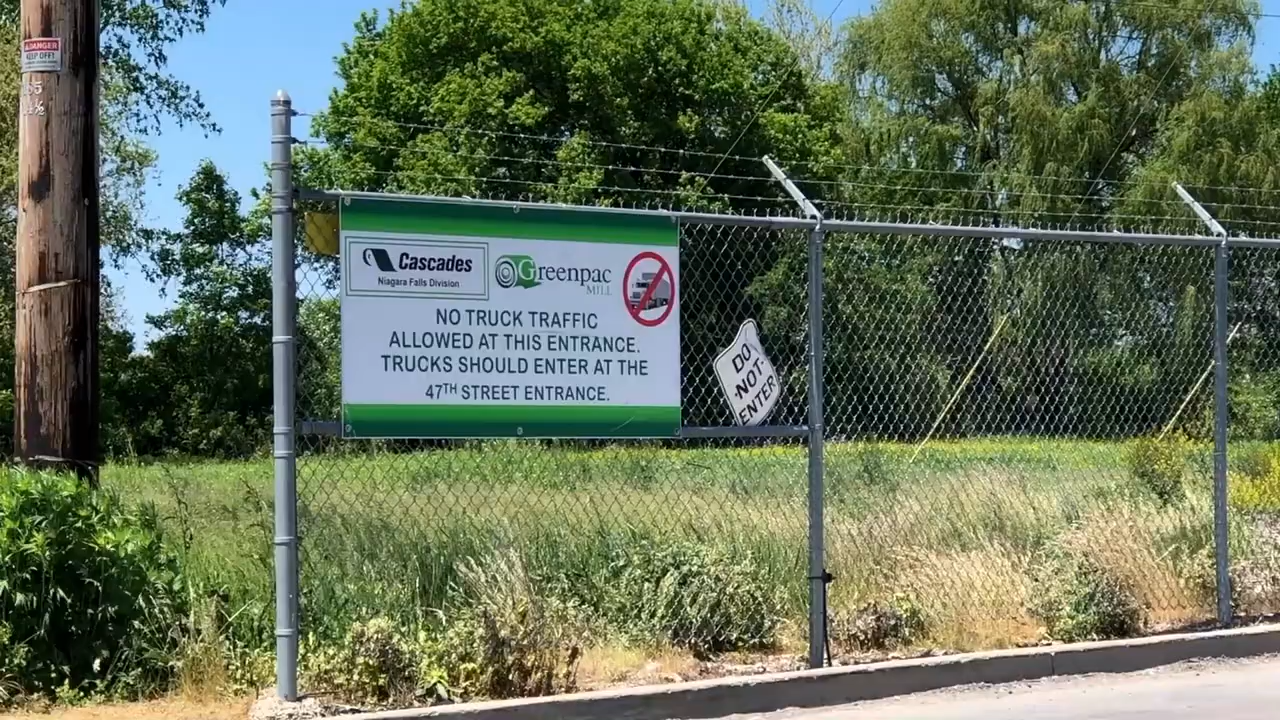 DANGER
KEEP OFF!
Cascades
Niagara Falls Division
Greenpac
MILL
NO TRUCK TRAFFIC
ALLOWED AT THIS ENTRANCE.
TRUCKS SHOULD ENTER AT THE
47TH STREET ENTRANCE.
DO
NOT
ENTER